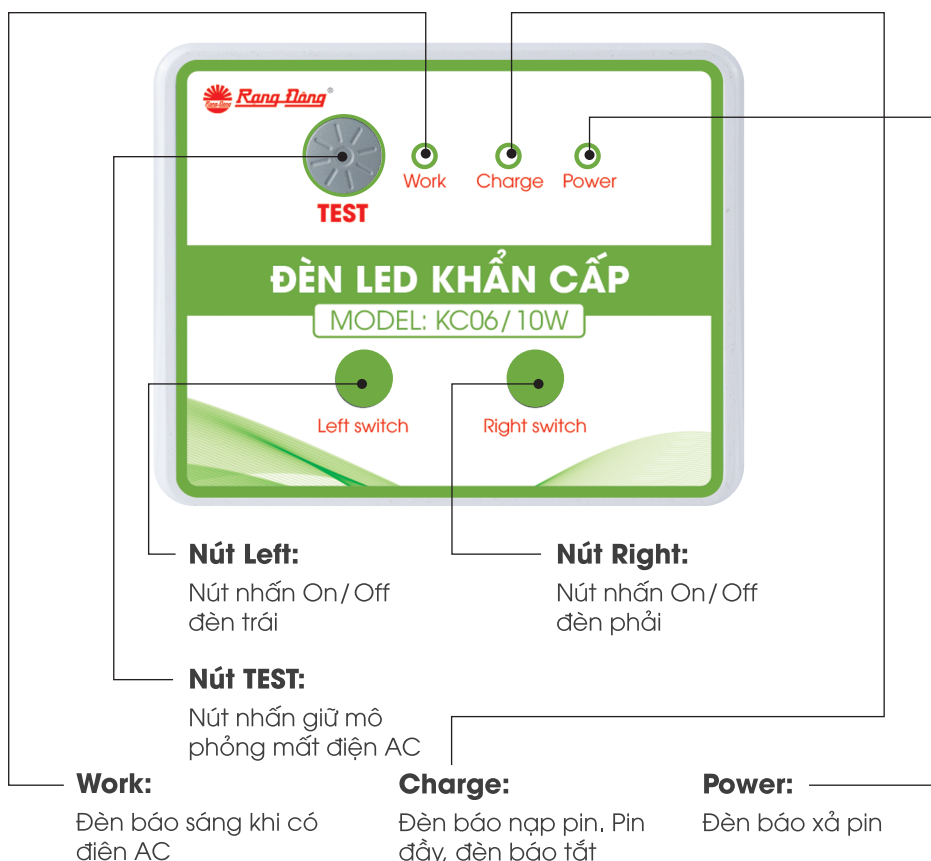 Rạng Đông
Work
Charge
Power
TEST
ĐÈN LED KHẨN CẤP
MODEL: KC06/10W
Left switch
Right switch
Nút Left:
Nút nhấn On/Off
đèn trái
Nút Right:
Nút nhấn On/Off
đèn phải
Nút TEST:
Nút nhấn giữ mô
phỏng mất điện AC
Work:
Đèn báo sáng khi có
điện AC
Charge:
Đèn báo nạp pin. Pin
đầy, đèn báo tắt
Power:
Đèn báo xả pin